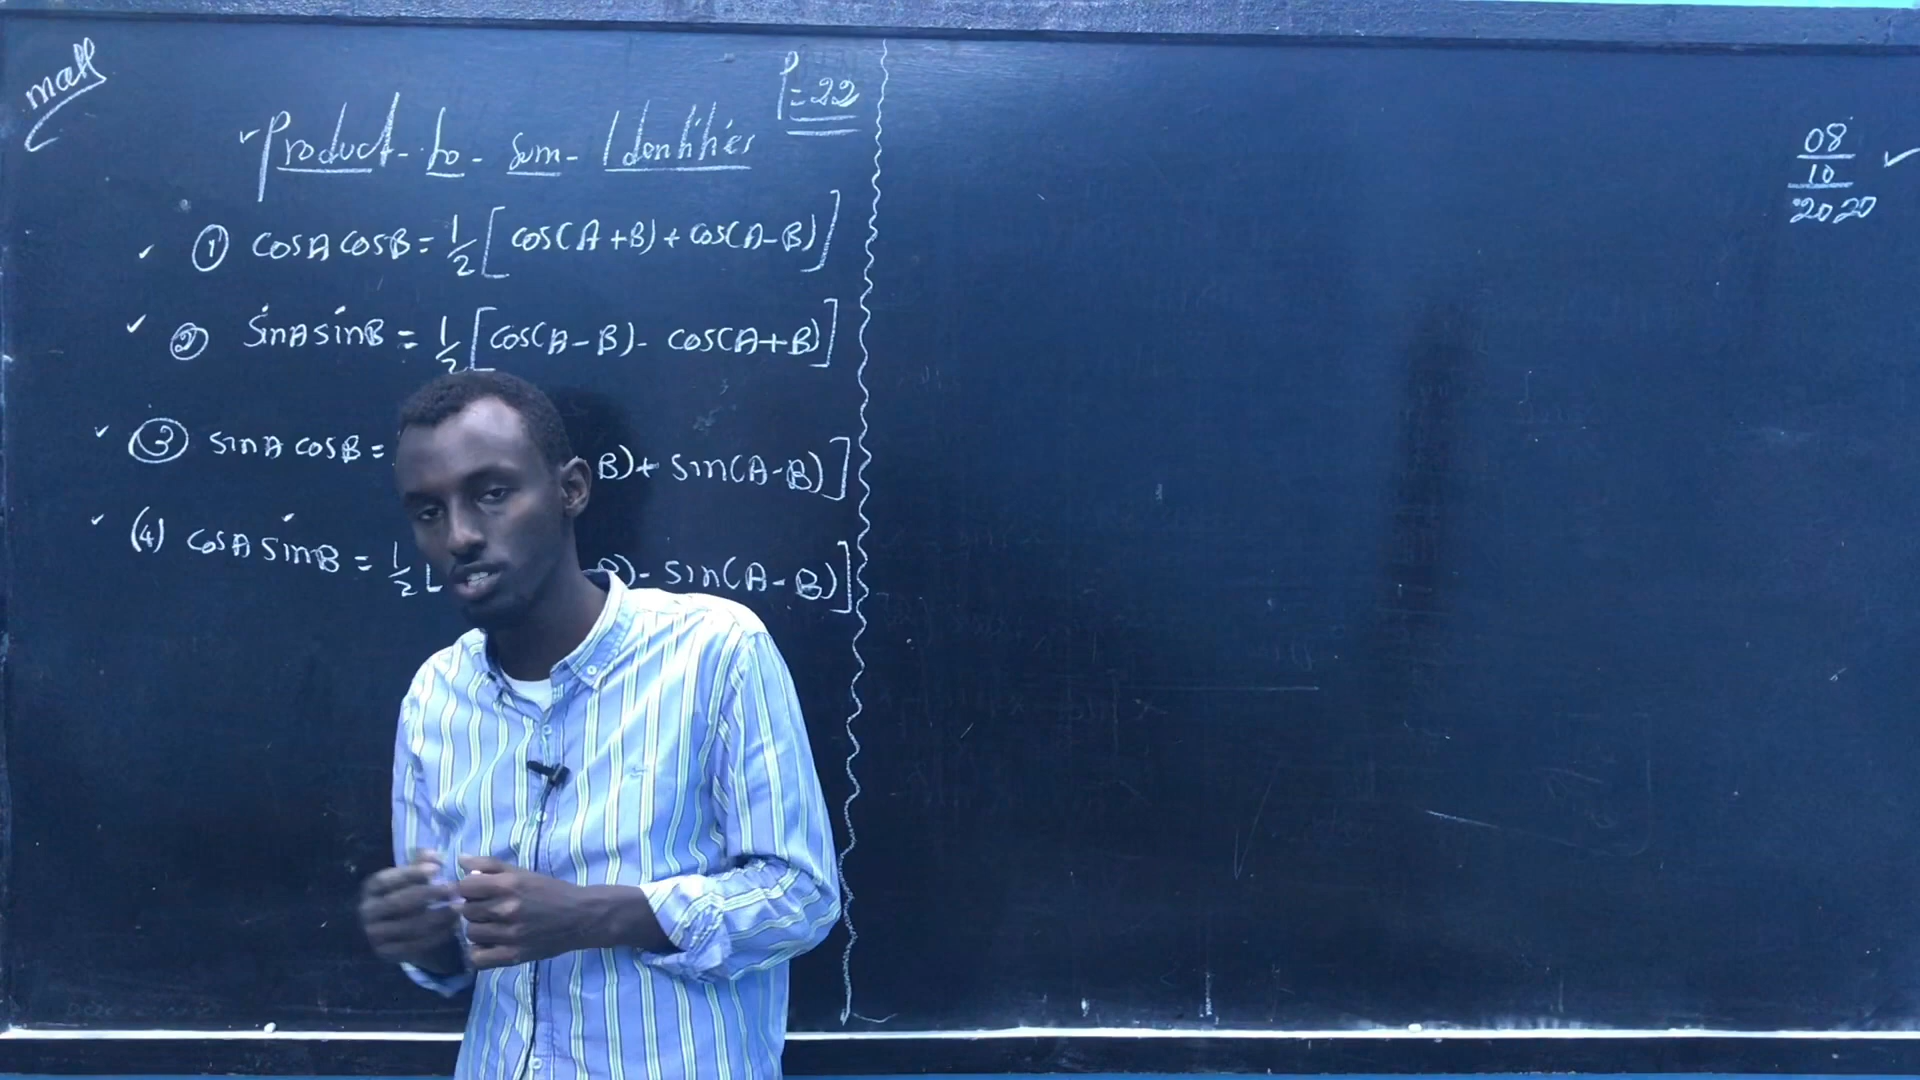 math
P=22
Product-to-sum-Identities
① cosA cosB = 1/2 [cos(A+B) + cos(A-B)]
② sinA sinB = 1/2 [cos(A-B) - cos(A+B)]
③ sinA cosB = B) + sin(A-B)]
(4) cosA sinB = 1/2 [ B) - sin(A-B)]
08
10
2020